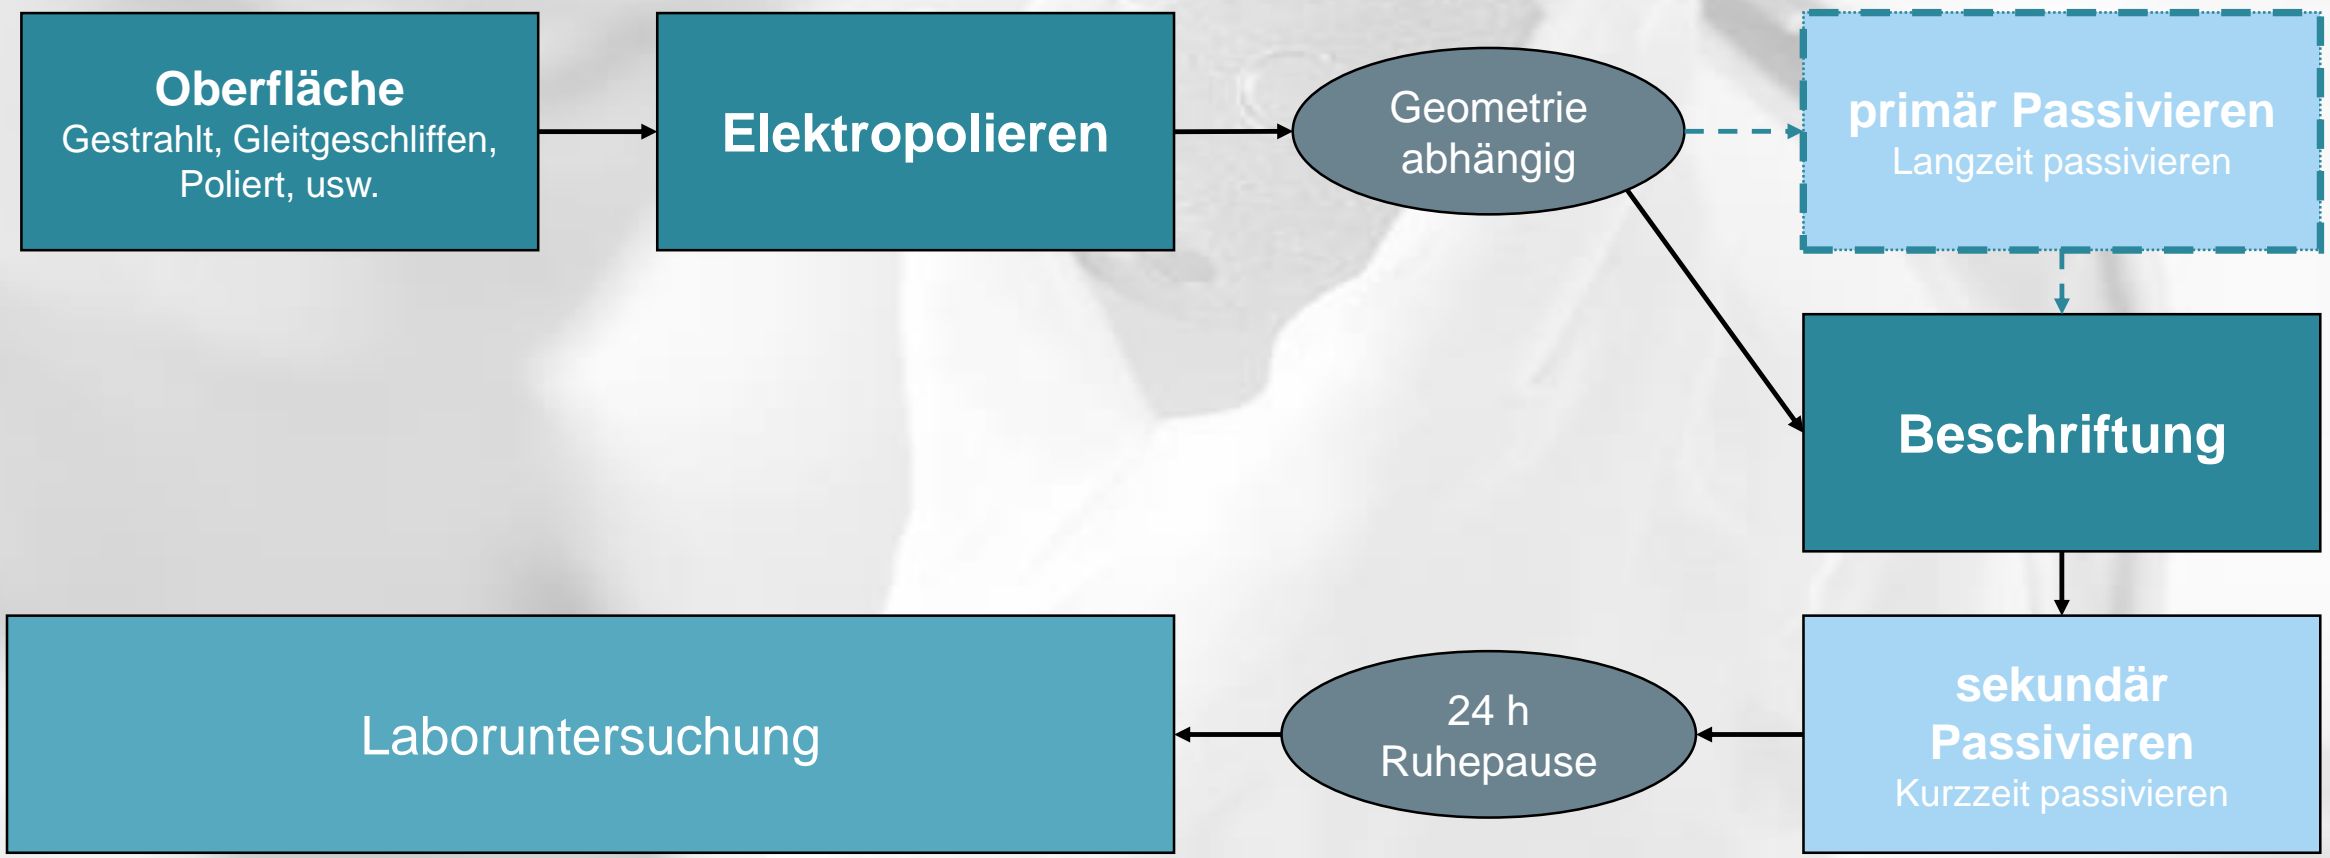 Oberfläche
Gestrahlt, Gleitgeschliffen,
Poliert, usw.
Elektropolieren
Geometrie
abhängig
primär Passivieren
Langzeit passivieren
Beschriftung
sekundär
Passivieren
Kurzzeit passivieren
24 h
Ruhepause
Laboruntersuchung